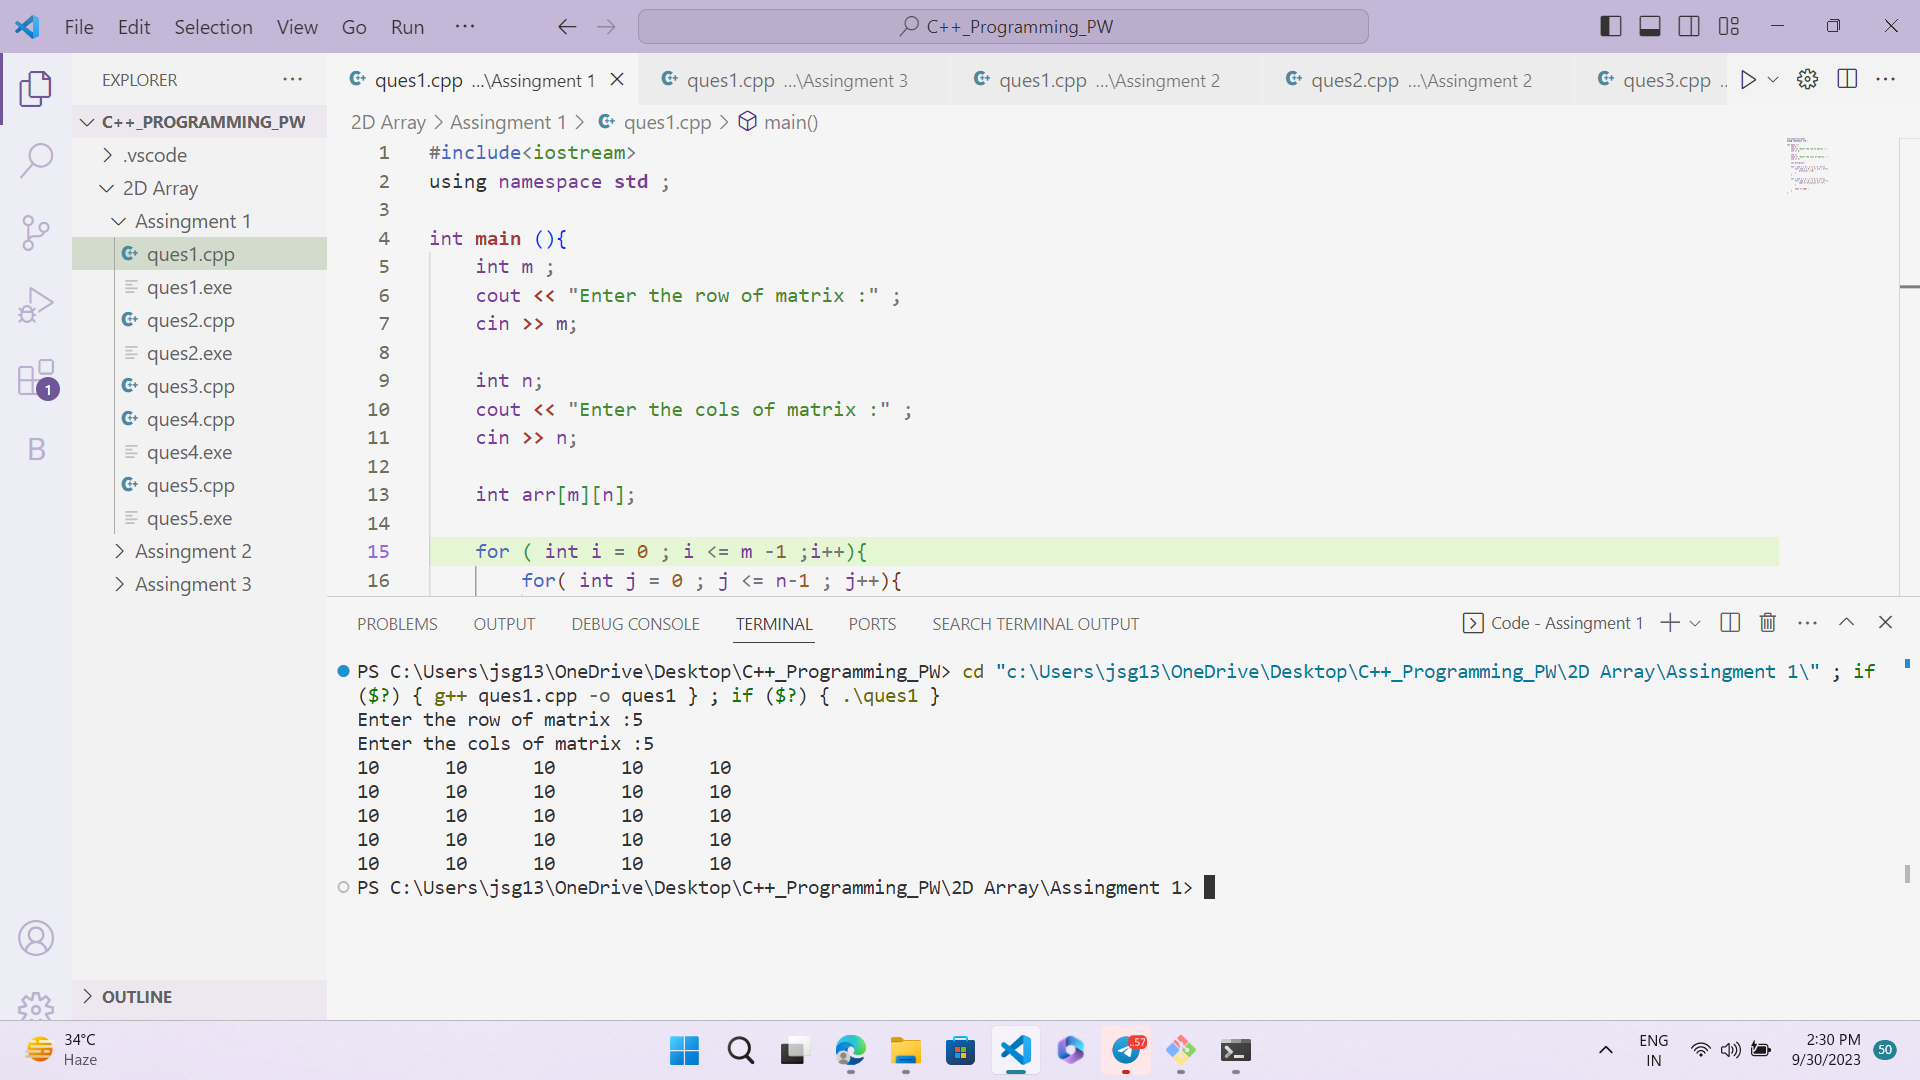 File Edit Selection View Go Run ···
C++_Programming_PW
EXPLORER ···
C++_PROGRAMMING_PW
.vscode
2D Array
Assingment 1
ques1.cpp
ques1.exe
ques2.cpp
ques2.exe
ques3.cpp
ques4.cpp
ques4.exe
ques5.cpp
ques5.exe
Assingment 2
Assingment 3
OUTLINE
1
B
ques1.cpp ...\Assingment 1
ques1.cpp ...\Assingment 3
ques1.cpp ...\Assingment 2
ques2.cpp ...\Assingment 2
ques3.cpp ..
2D Array > Assingment 1 > ques1.cpp > main()
1 #include<iostream>
2 using namespace std ;
3
4 int main (){
5 int m ;
6 cout << "Enter the row of matrix :" ;
7 cin >> m;
8
9 int n;
10 cout << "Enter the cols of matrix :" ;
11 cin >> n;
12
13 int arr[m][n];
14
15 for ( int i = 0 ; i <= m -1 ;i++){
16 for( int j = 0 ; j <= n-1 ; j++){
PROBLEMS OUTPUT DEBUG CONSOLE TERMINAL PORTS SEARCH TERMINAL OUTPUT
Code - Assingment 1
PS C:\Users\jsg13\OneDrive\Desktop\C++_Programming_PW> cd "c:\Users\jsg13\OneDrive\Desktop\C++_Programming_PW\2D Array\Assingment 1\" ; if
($?) { g++ ques1.cpp -o ques1 } ; if ($?) { .\ques1 }
Enter the row of matrix :5
Enter the cols of matrix :5
10 10 10 10 10
10 10 10 10 10
10 10 10 10 10
10 10 10 10 10
10 10 10 10 10
PS C:\Users\jsg13\OneDrive\Desktop\C++_Programming_PW\2D Array\Assingment 1>
34°C
Haze
..57
ENG
IN
2:30 PM
9/30/2023
50